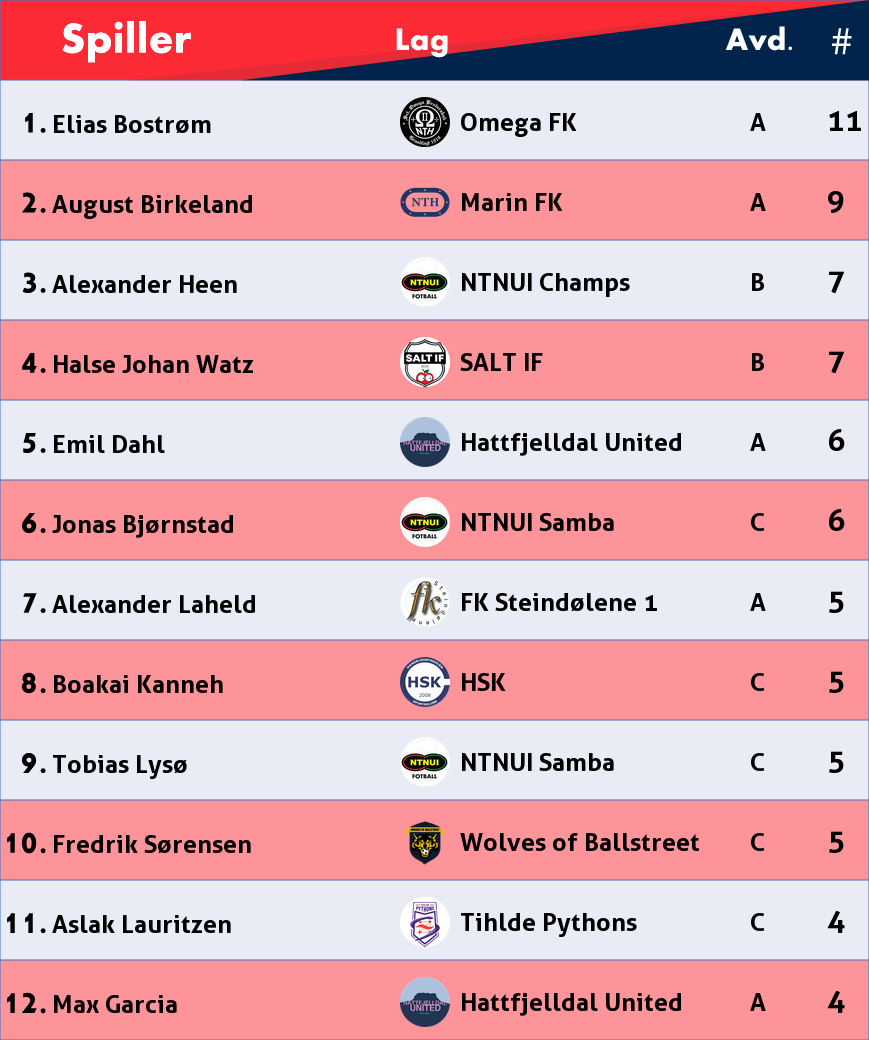 Spiller Lag Avd. #
1. Elias Bostrøm Omega FK A 11
2. August Birkeland NTH Marin FK A 9
3. Alexander Heen NTNUI FOTBALL NTNUI Champs B 7
4. Halse Johan Watz SALT IF SALT IF B 7
5. Emil Dahl HATTFJELLDAL UNITED Hattfjelldal United A 6
6. Jonas Bjørnstad NTNUI FOTBALL NTNUI Samba C 6
7. Alexander Laheld fk Steindølene FK Steindølene 1 A 5
8. Boakai Kanneh HSK 2008 HSK C 5
9. Tobias Lysø NTNUI FOTBALL NTNUI Samba C 5
10. Fredrik Sørensen Wolves of Ballstreet C 5
11. Aslak Lauritzen PYTHONS Tihlde Pythons C 4
12. Max Garcia HATTFJELLDAL UNITED Hattfjelldal United A 4